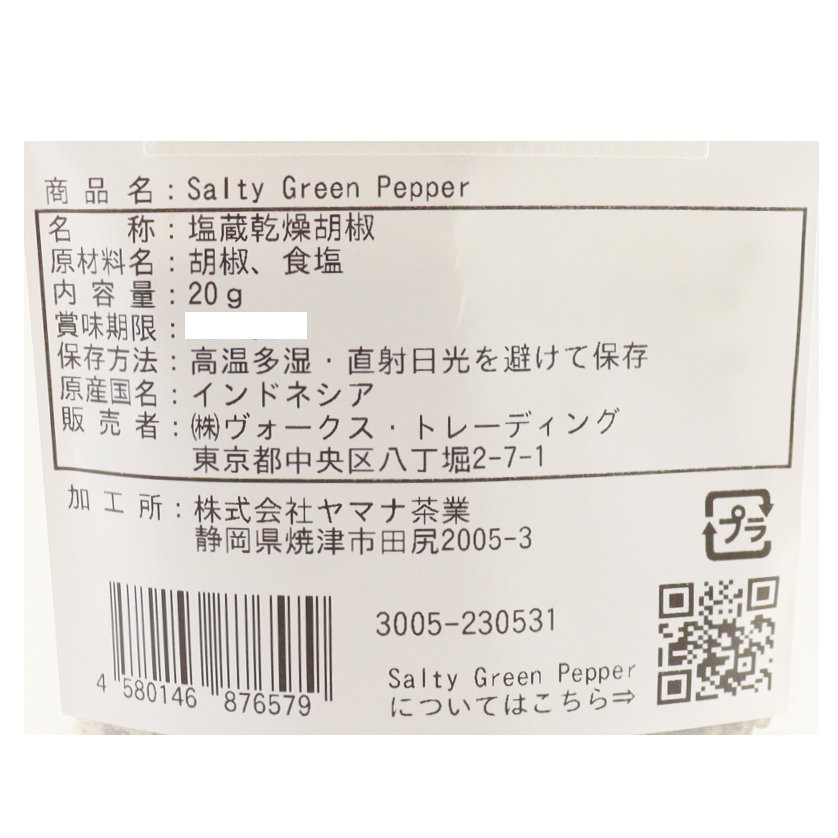 商品名:Salty Green Pepper
名称:塩蔵乾燥胡椒
原材料名:胡椒、食塩
内容量:20g
賞味期限:
保存方法:高温多湿・直射日光を避けて保存
原産国名:インドネシア
販売者:㈱ヴォークス・トレーディング
東京都中央区八丁堀2-7-1
加工所:株式会社ヤマナ茶業
静岡県焼津市田尻2005-3
プラ
3005-230531
4 580146 876579
Salty Green Pepper
についてはこちら⇒